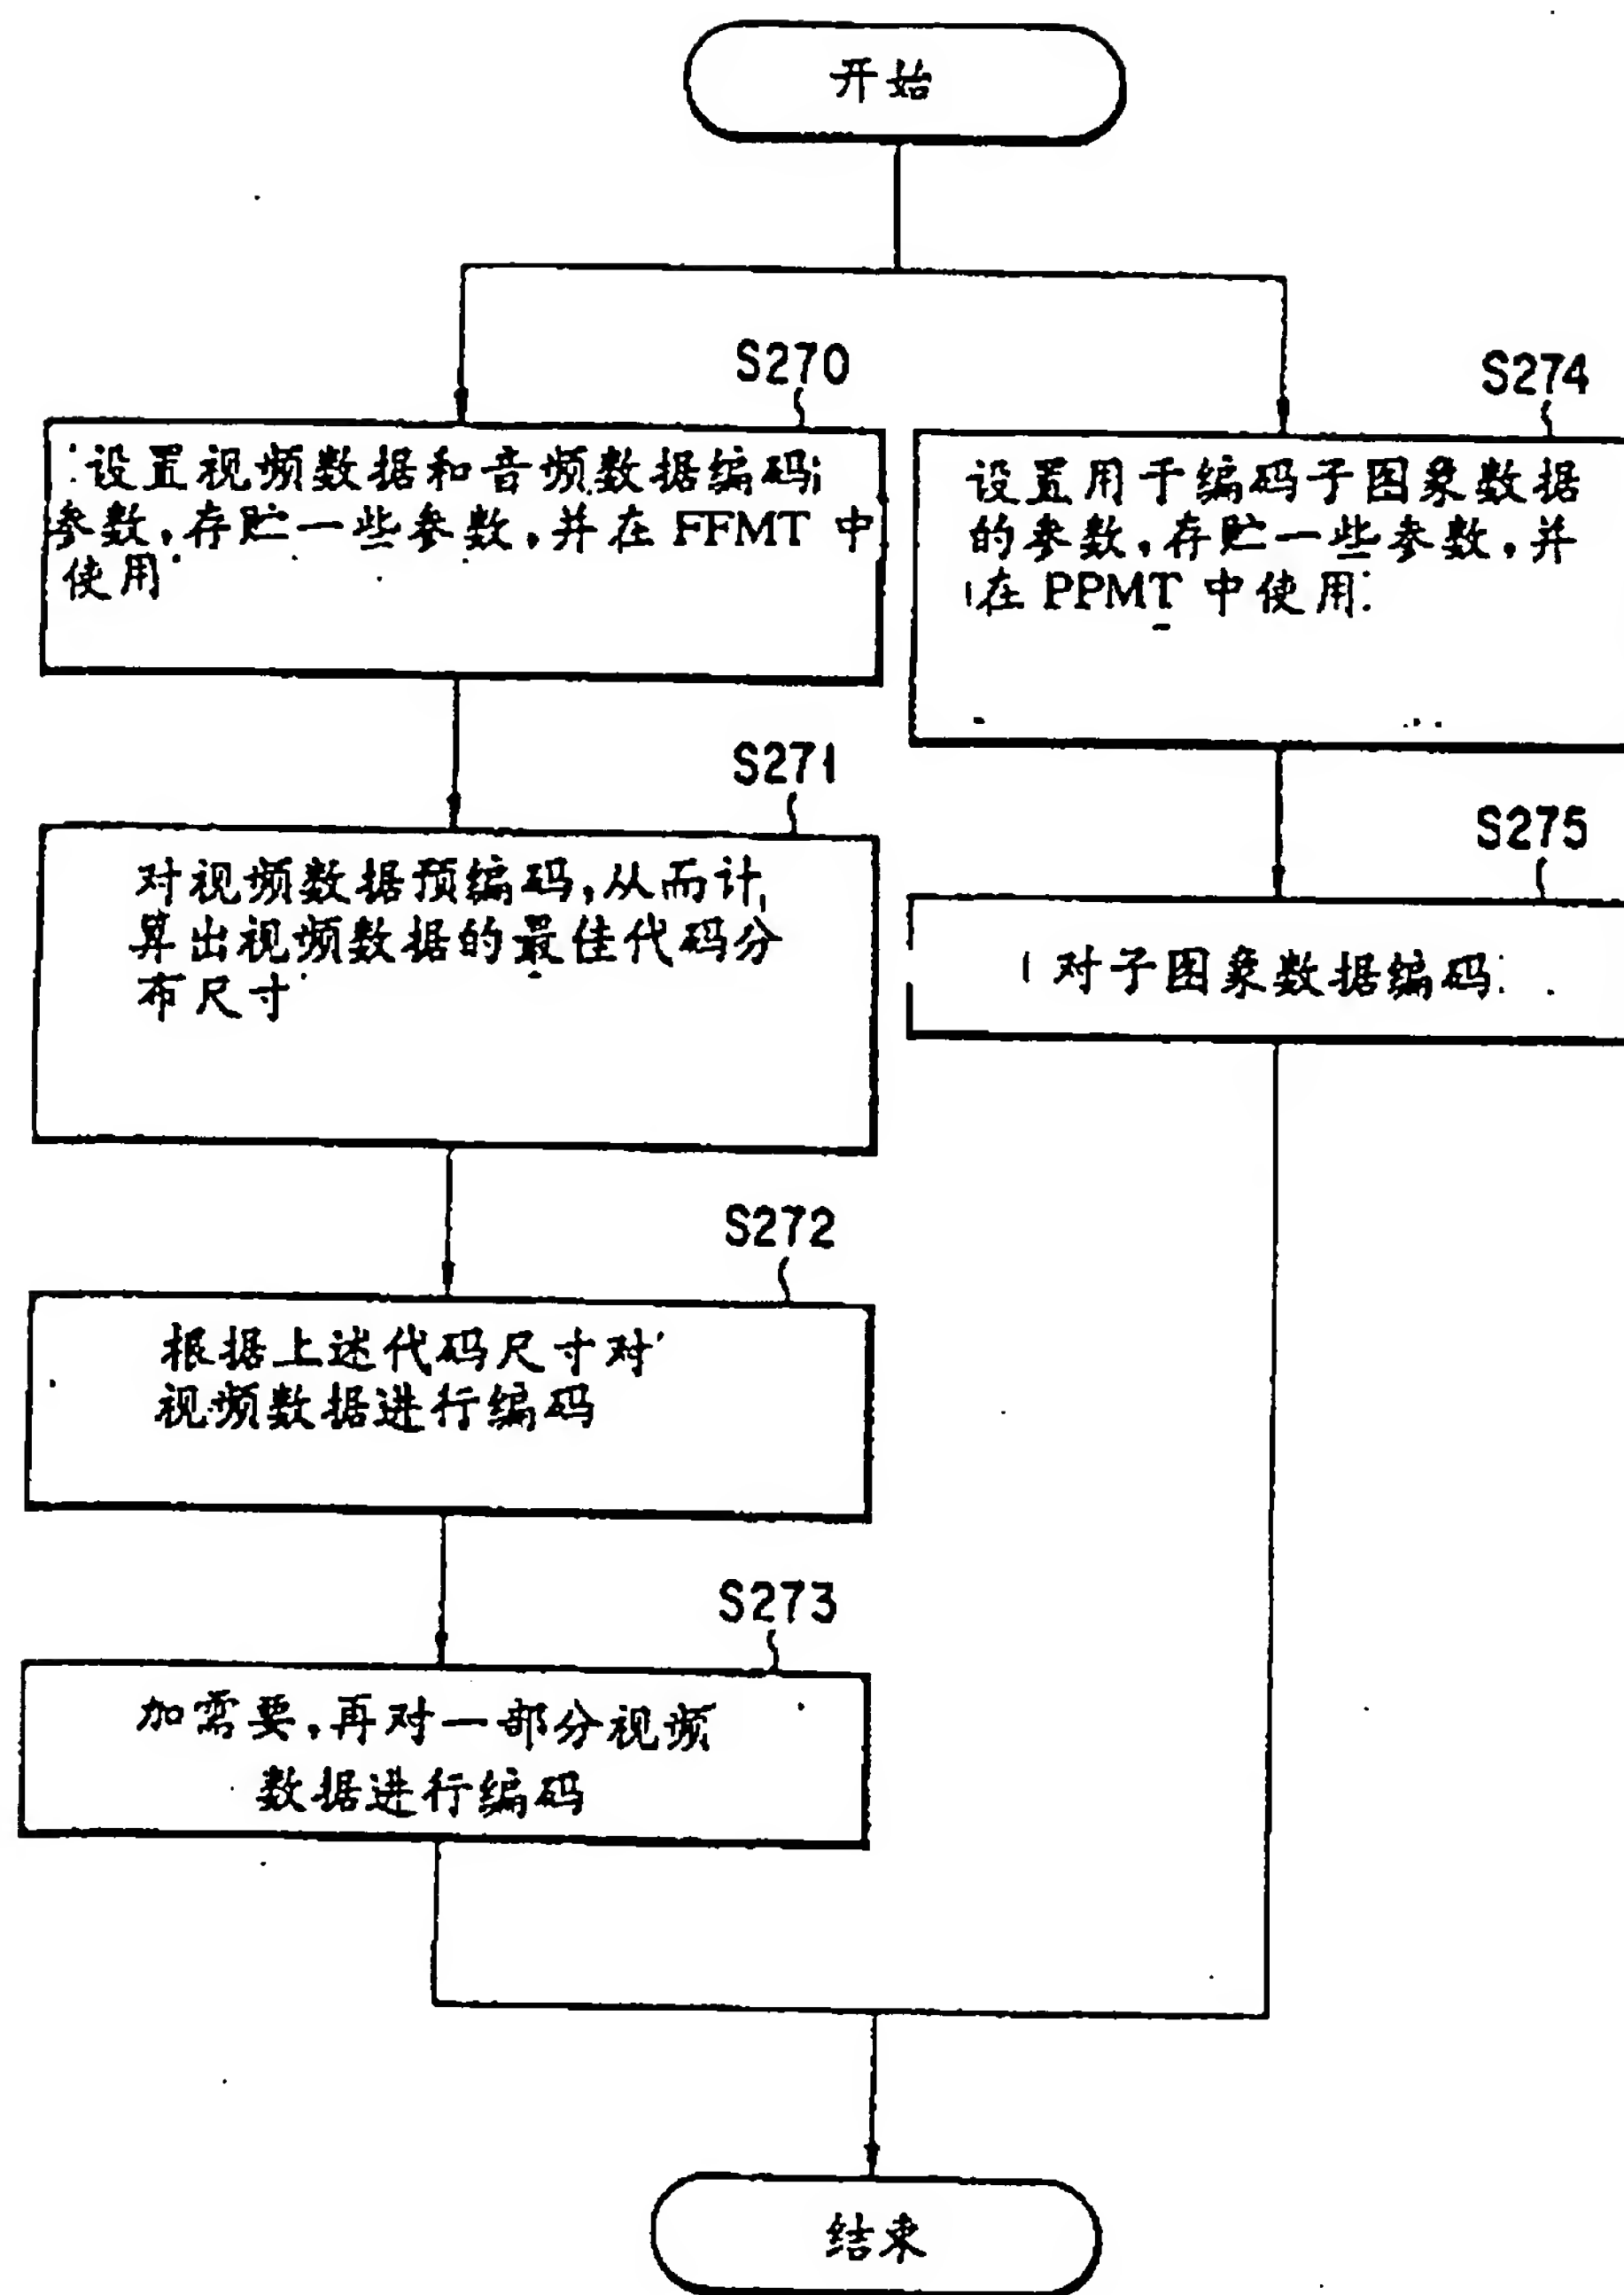 开始
S270
设置视频数据和音频数据编码
参数,存贮一些参数,并在 FFMT 中
使用
S271
对视频数据预编码,从而计
算出视频数据的最佳代码分
布尺寸
S272
根据上述代码尺寸对
视频数据进行编码
S273
加需要,再对一部分视频
数据进行编码
S274
设置用于编码子图象数据
的参数,存贮一些参数,并
在 PPMT 中使用
S275
对子图象数据编码
结束